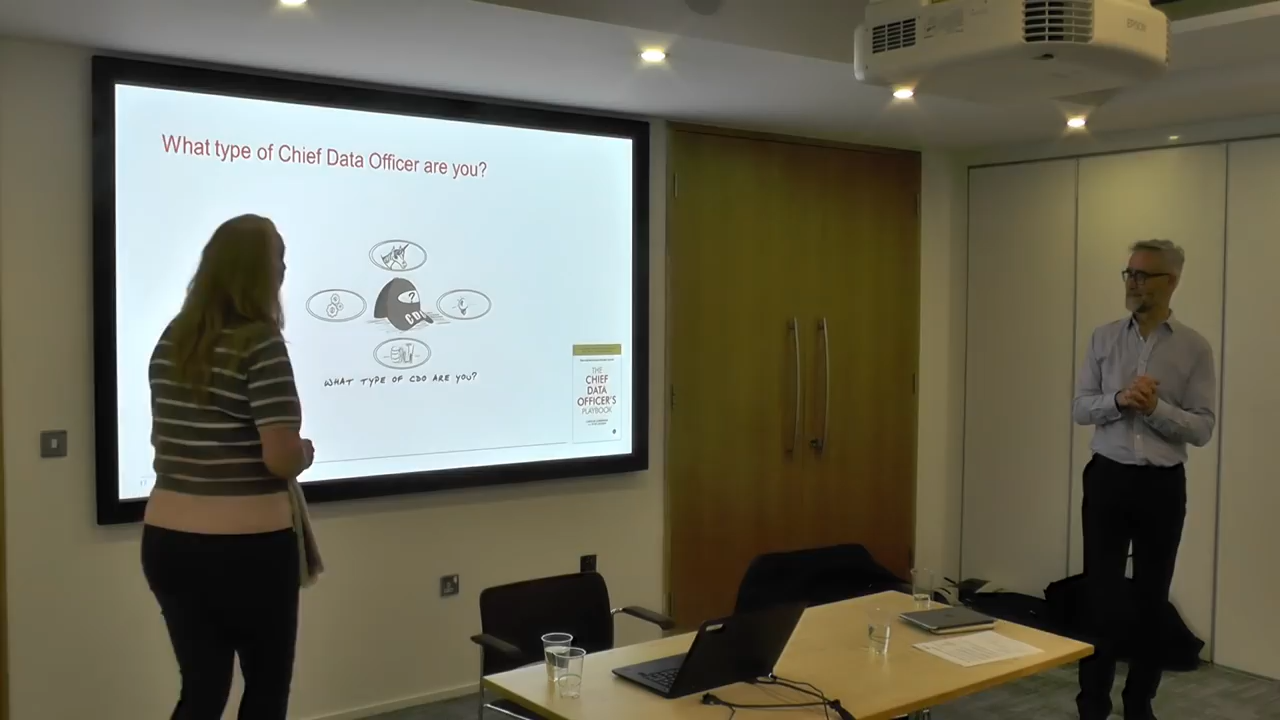 What type of Chief Data Officer are you?
?
CDO
WHAT TYPE OF CDO ARE YOU?
THE
CHIEF
DATA
OFFICER'S
PLAYBOOK
EPSON